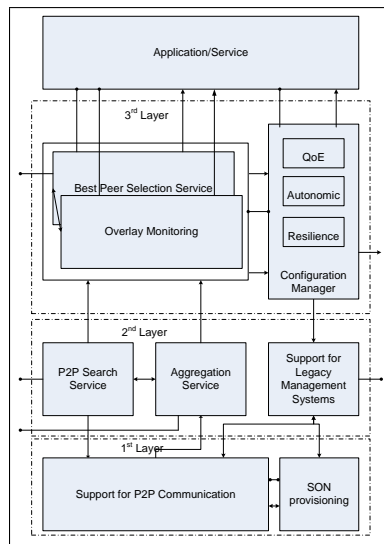 Application/Service
3rd Layer
QoE
Best Peer Selection Service
Autonomic
Overlay Monitoring
Resilience
Configuration
Manager
2nd Layer
P2P Search
Service
Aggregation
Service
Support for
Legacy
Management
Systems
1st Layer
Support for P2P Communication
SON
provisioning